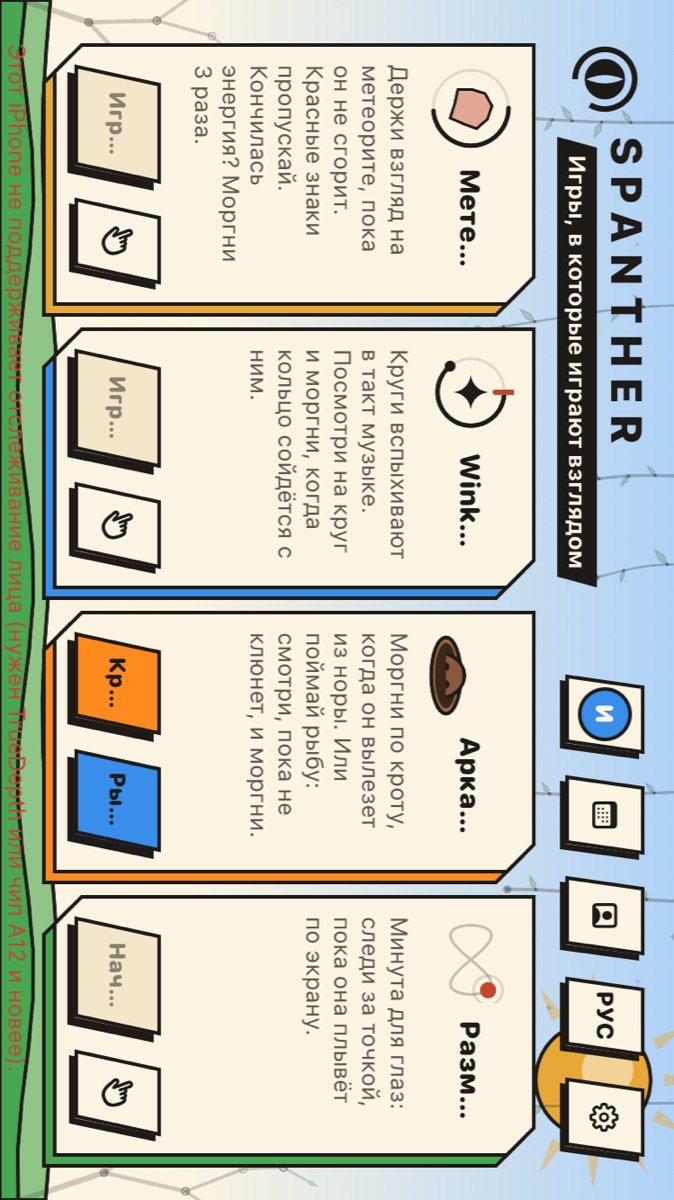 SPANTHER
Игры, в которые играют взглядом
И
РУС
Мете...
Держи взгляд на
метеорите, пока
он не сгорит.
Красные знаки
пропускай.
Кончилась
энергия? Моргни
3 раза.
Игр...
Wink...
Круги вспыхивают
в такт музыке.
Посмотри на круг
и моргни, когда
кольцо сойдётся с
ним.
Игр...
Арка...
Моргни по кроту,
когда он вылезет
из норы. Или
поймай рыбу:
смотри, пока не
клюнет, и моргни.
Кр...
Ры...
Разм...
Минута для глаз:
следи за точкой,
пока она плывёт
по экрану.
Нач...
Этот iPhone не поддерживает отслеживание лица (нужен TrueDepth или чип A12 и новее).